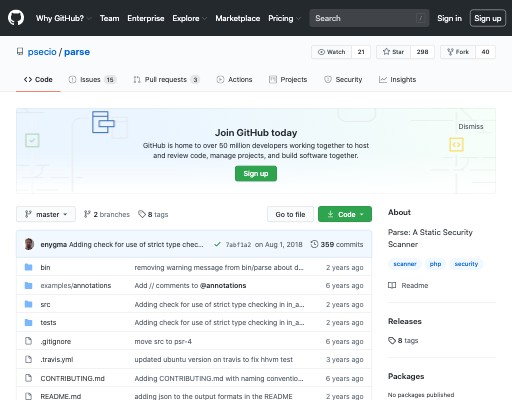 Why GitHub? Team Enterprise Explore Marketplace Pricing Search / Sign in Sign up
psecio / parse Watch 21 Star 298 Fork 40
Code Issues 15 Pull requests 3 Actions Projects Security Insights
Join GitHub today Dismiss
GitHub is home to over 50 million developers working together to host
and review code, manage projects, and build software together.
Sign up
master 2 branches 8 tags Go to file Code
enygma Adding check for use of strict type chec... 7abf1a2 on Aug 1, 2018 359 commits
bin removing warning message from bin/parse about d... 2 years ago
examples/annotations Add // comments to @annotations 6 years ago
src Adding check for use of strict type checking in in_a... 2 years ago
tests Adding check for use of strict type checking in in_a... 2 years ago
.gitignore move src to psr-4 6 years ago
.travis.yml updated ubuntu version on travis to fix hhvm test 3 years ago
CONTRIBUTING.md Adding CONTRIBUTING.md with naming conventio... 6 years ago
README.md adding json to the output formats in the README 2 years ago
About
Parse: A Static Security
Scanner
scanner php security
Readme
Releases
8 tags
Packages
No packages published